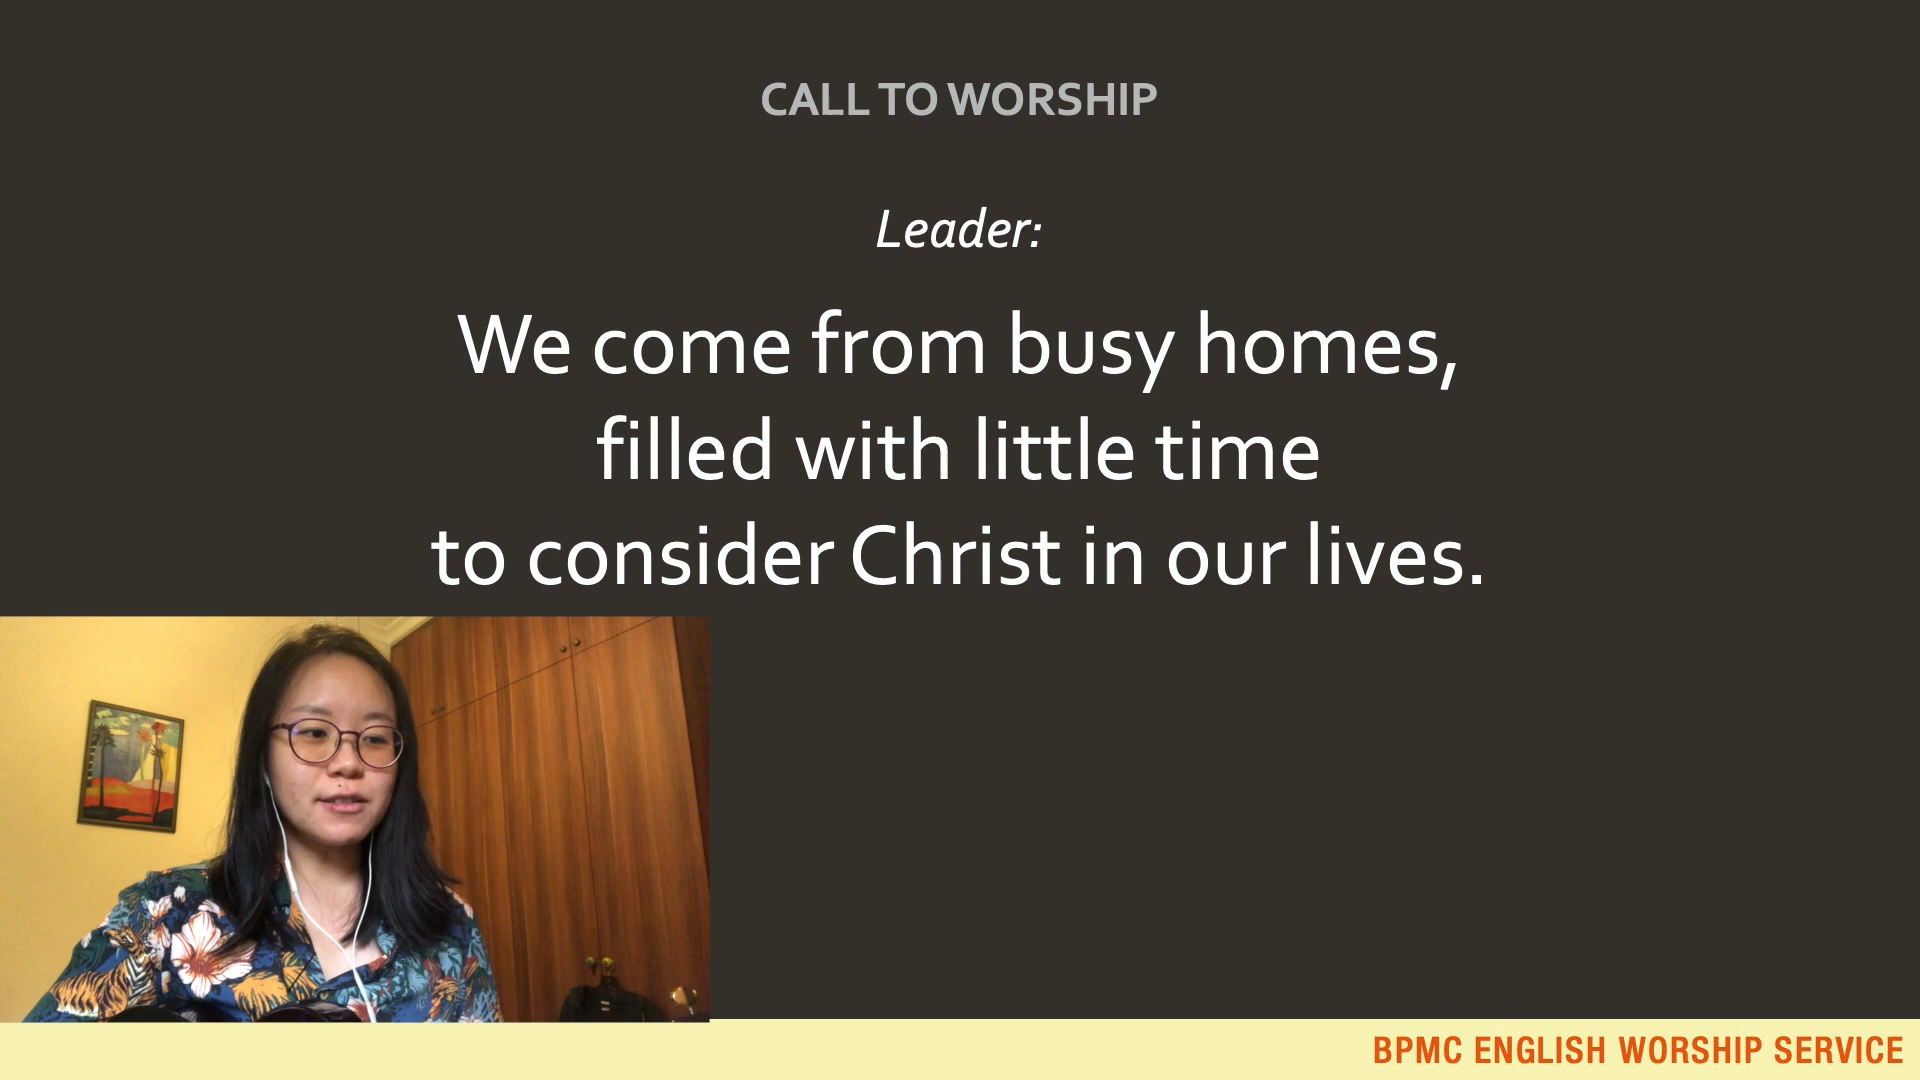 CALL TO WORSHIP
Leader:
We come from busy homes,
filled with little time
to consider Christ in our lives.
BPMC ENGLISH WORSHIP SERVICE